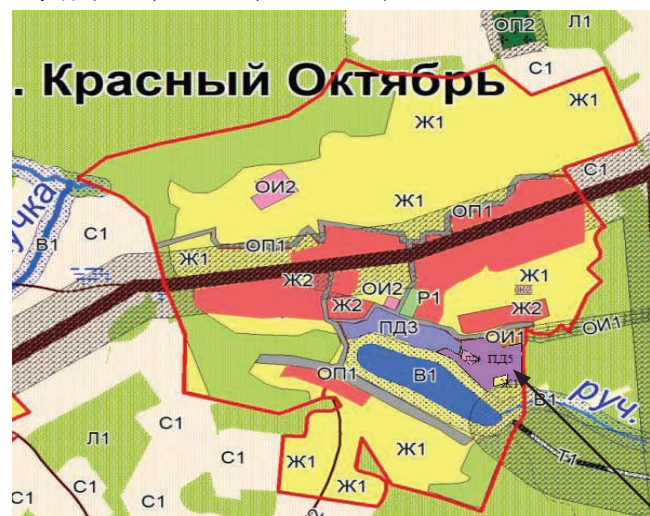 ОП2
Л1
С1
. Красный Октябрь
Ж1
Ж1
ОИ2
С1
Ж1
ОП1
В1
С1
ОП1
Ж1
Ж2
Ж1
ОИ2
Р1
Ж2
Ж2
ПД3
ОИ1
ОИ1
ПД5
ОП1
В1
В1
руч.
Л1
С1
Ж1
Т1
С1
Ж1
Ж1
С1
С1
С1